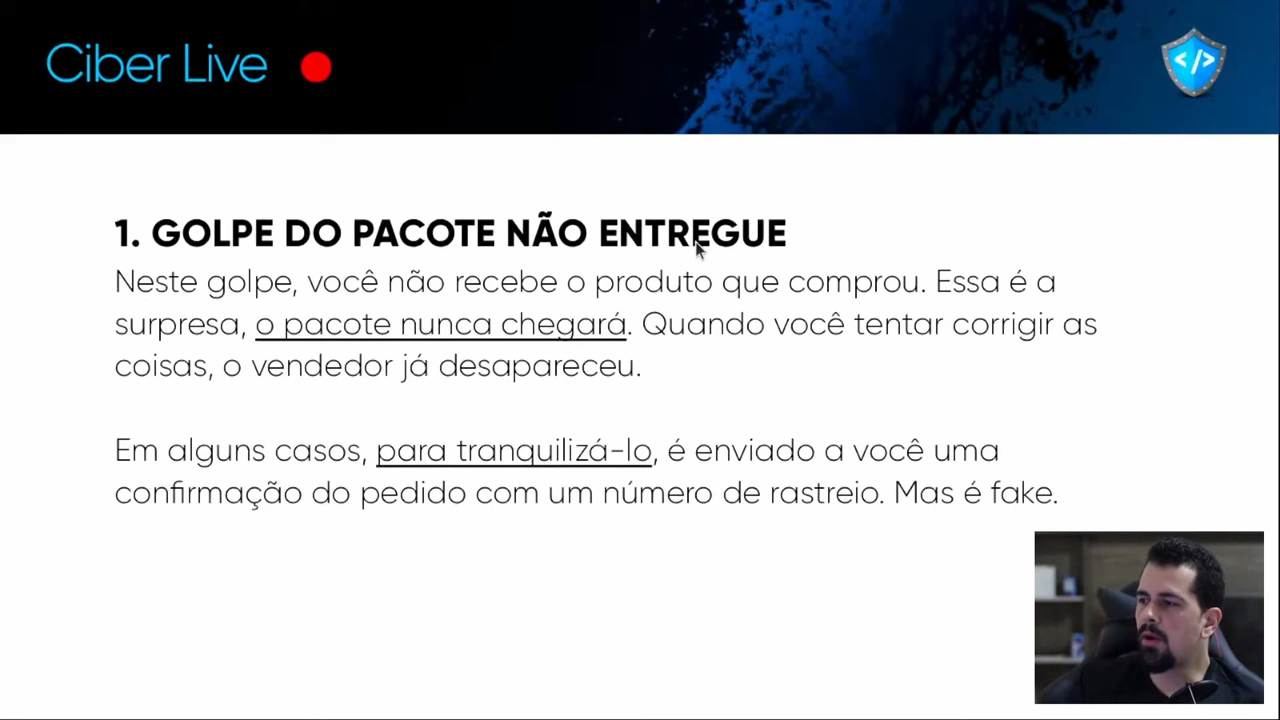 Ciber Live
</>
1. GOLPE DO PACOTE NÃO ENTREGUE
Neste golpe, você não recebe o produto que comprou. Essa é a
surpresa, o pacote nunca chegará. Quando você tentar corrigir as
coisas, o vendedor já desapareceu.
Em alguns casos, para tranquilizá-lo, é enviado a você uma
confirmação do pedido com um número de rastreio. Mas é fake.